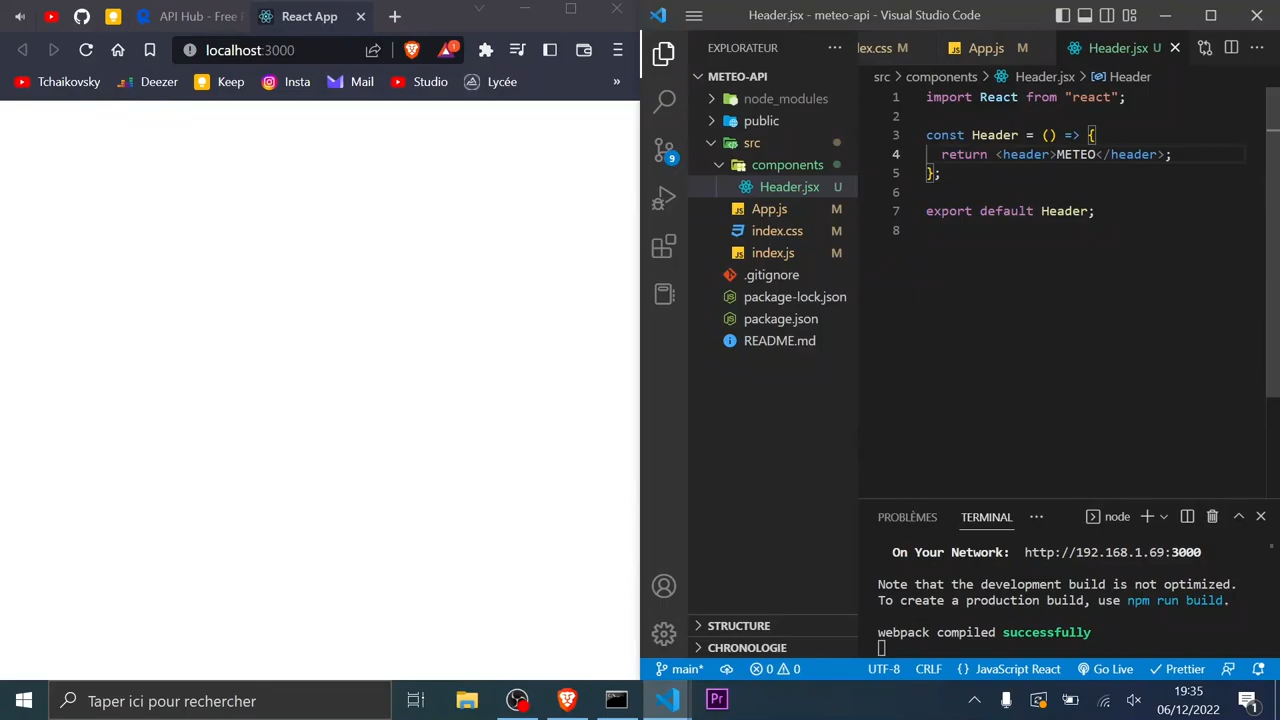 API Hub - Free F
React App
localhost:3000
1
Tchaikovsky
Deezer
Keep
Insta
Mail
Studio
Lycée
»
Header.jsx - meteo-api - Visual Studio Code
EXPLORATEUR
METEO-API
node_modules
public
src
components
Header.jsx U
App.js M
index.css M
index.js M
.gitignore
package-lock.json
package.json
README.md
STRUCTURE
CHRONOLOGIE
9
ex.css M
App.js M
Header.jsx U
src > components > Header.jsx > Header
1 import React from "react";
2
3 const Header = () => {
4 return <header>METEO</header>;
5 };
6
7 export default Header;
8
PROBLÈMES
TERMINAL
node
On Your Network: http://192.168.1.69:3000
Note that the development build is not optimized.
To create a production build, use npm run build.
webpack compiled successfully
main*
0
0
UTF-8
CRLF
{} JavaScript React
Go Live
Prettier
Taper ici pour rechercher
Pr
19:35
06/12/2022
1